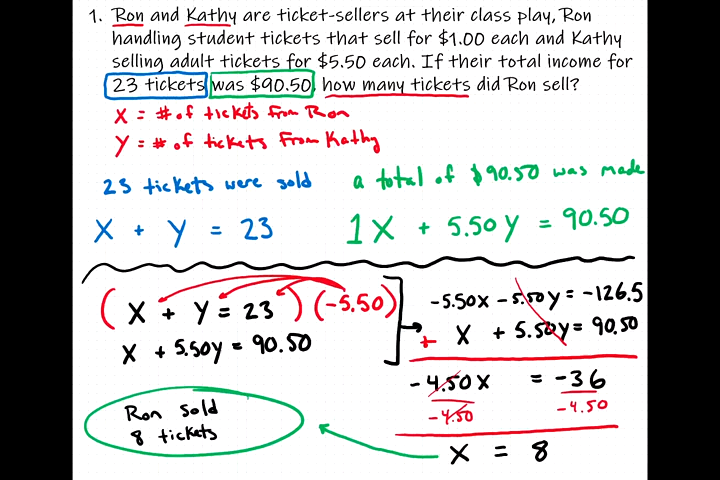 1. Ron and Kathy are ticket-sellers at their class play, Ron
handling student tickets that sell for $1.00 each and Kathy
selling adult tickets for $5.50 each. If their total income for
23 tickets was $90.50, how many tickets did Ron sell?
X = # of tickets from Ron
Y = # of tickets From Kathy
23 tickets were sold
a total of $90.50 was made
X + Y = 23
1X + 5.50Y = 90.50
(X + Y = 23)(-5.50)
X + 5.50Y = 90.50
-5.50x - 5.50y = -126.5
+ X + 5.50y = 90.50
-4.50x = -36
-4.50 -4.50
X = 8
Ron sold
8 tickets